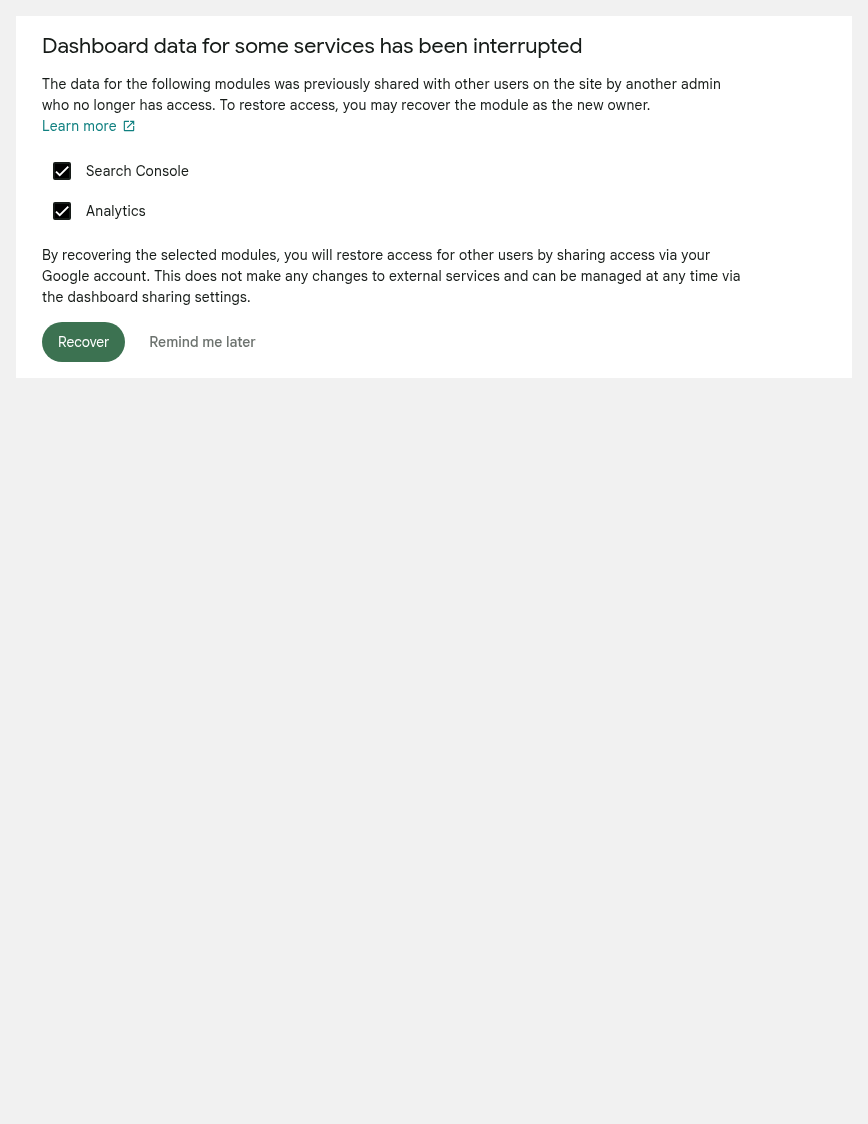 Dashboard data for some services has been interrupted
The data for the following modules was previously shared with other users on the site by another admin
who no longer has access. To restore access, you may recover the module as the new owner.
Learn more
Search Console
Analytics
By recovering the selected modules, you will restore access for other users by sharing access via your
Google account. This does not make any changes to external services and can be managed at any time via
the dashboard sharing settings.
Recover
Remind me later